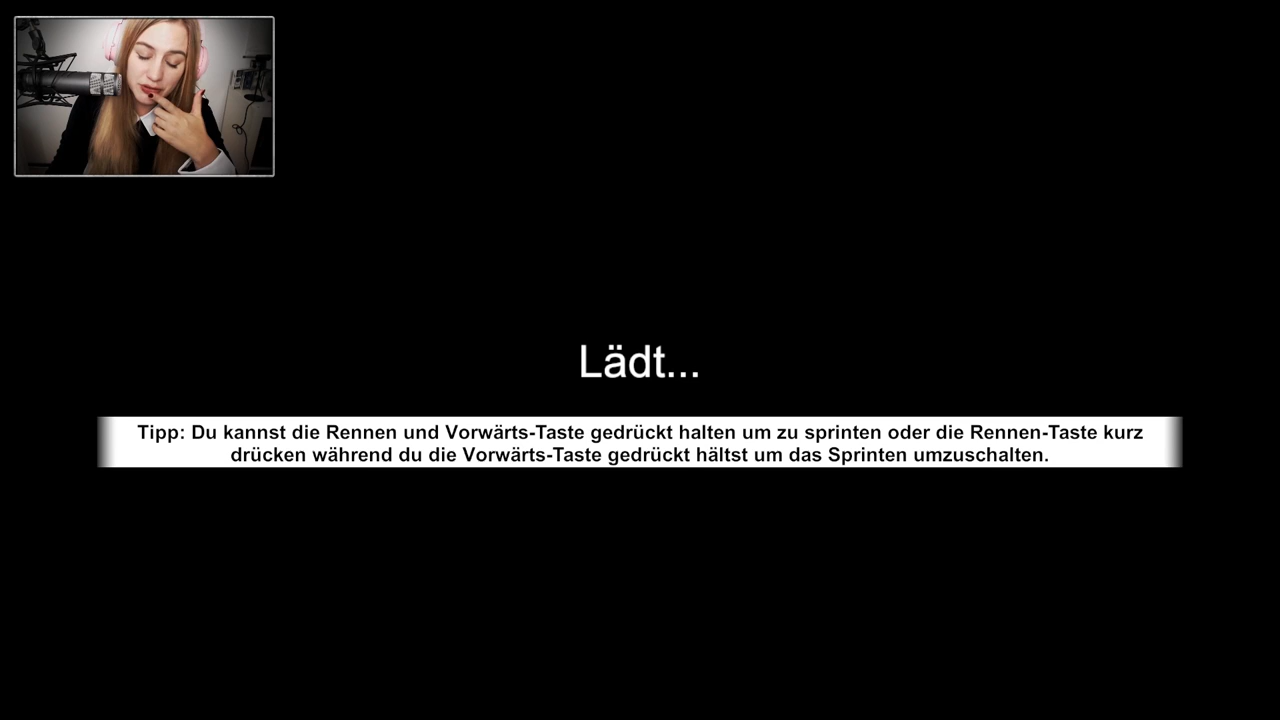 Lädt...
Tipp: Du kannst die Rennen und Vorwärts-Taste gedrückt halten um zu sprinten oder die Rennen-Taste kurz
drücken während du die Vorwärts-Taste gedrückt hältst um das Sprinten umzuschalten.